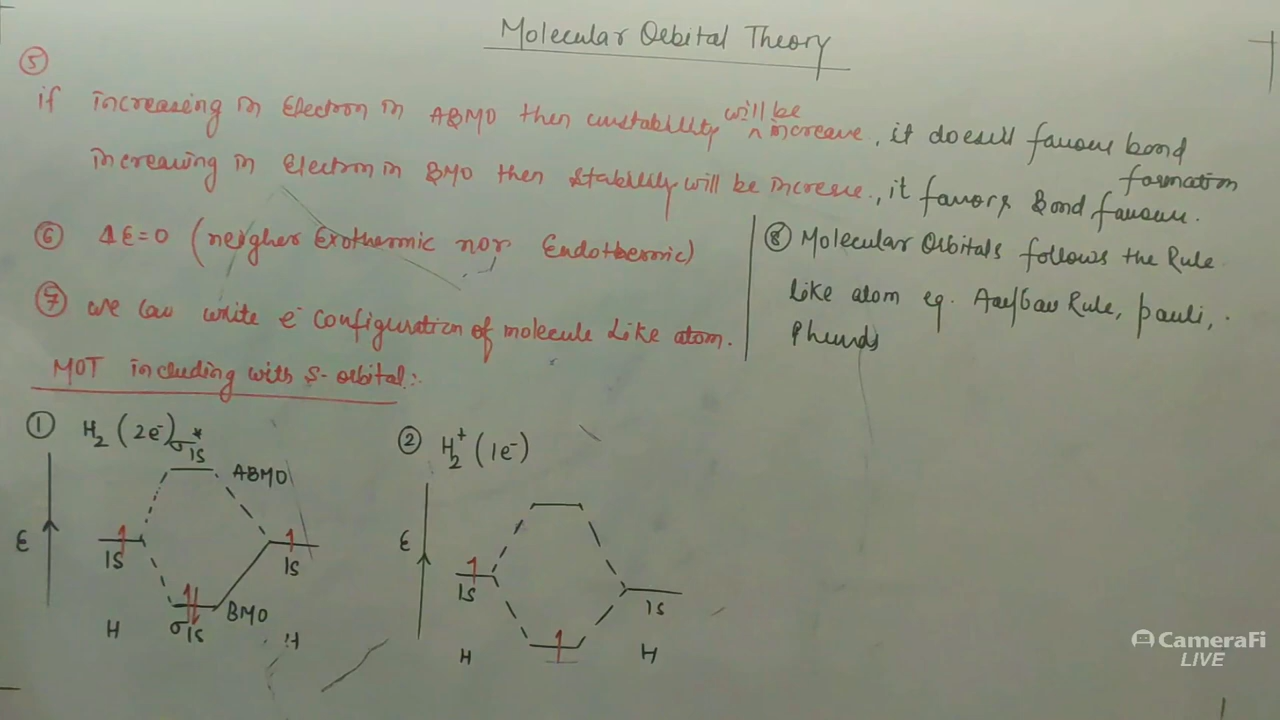 Molecular Orbital Theory
⑤
if increasing in Electron in ABMO then unstability will be increase, it doesn't favour bond formation
increasing in Electron in BMO then stability will be increse, it favors Bond favour.
⑥ ΔE=0 (neigher Exothermic nor Endothermic)
⑦ we can write e⁻ configuration of molecule Like atom.
⑧ Molecular Orbitals follows the Rule
like atom eg. Aaufbau Rule, pauli,
Phunds
MOT including with S-orbital:-
① H₂ (2e⁻)
σ*1s
ABMO
E
1s
1s
BMO
σ1s
H
H
② H₂⁺ (1e⁻)
E
1s
1s
H
H
CameraFi
LIVE